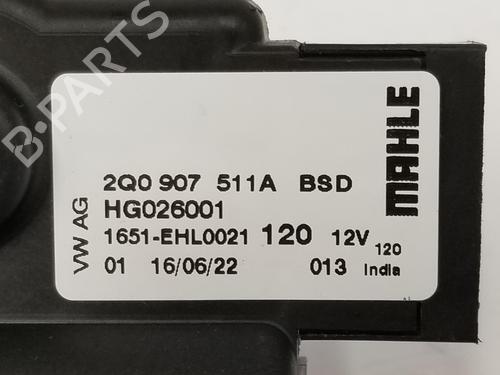 B-PARTS
VW AG
2Q0 907 511A BSD
HG026001
1651-EHL0021 120 12V 120
01 16/06/22 013 India
MAHLE